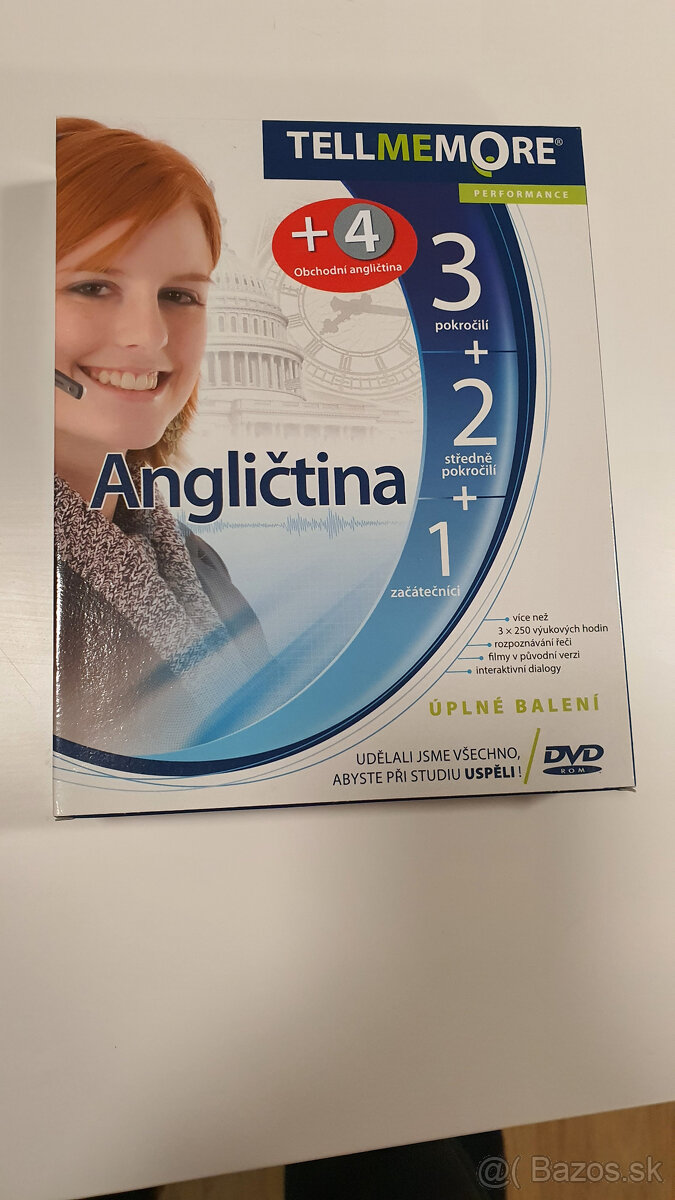 TELLMEMORE®
PERFORMANCE
+ 4
Obchodní angličtina
3
pokročilí
+
2
středně
pokročilí
+
1
začátečníci
Angličtina
více než
3 × 250 výukových hodin
rozpoznávání řeči
filmy v původní verzi
interaktivní dialogy
ÚPLNÉ BALENÍ
UDĚLALI JSME VŠECHNO,
ABYSTE PŘI STUDIU USPĚLI!
DVD
ROM
@( Bazos.sk